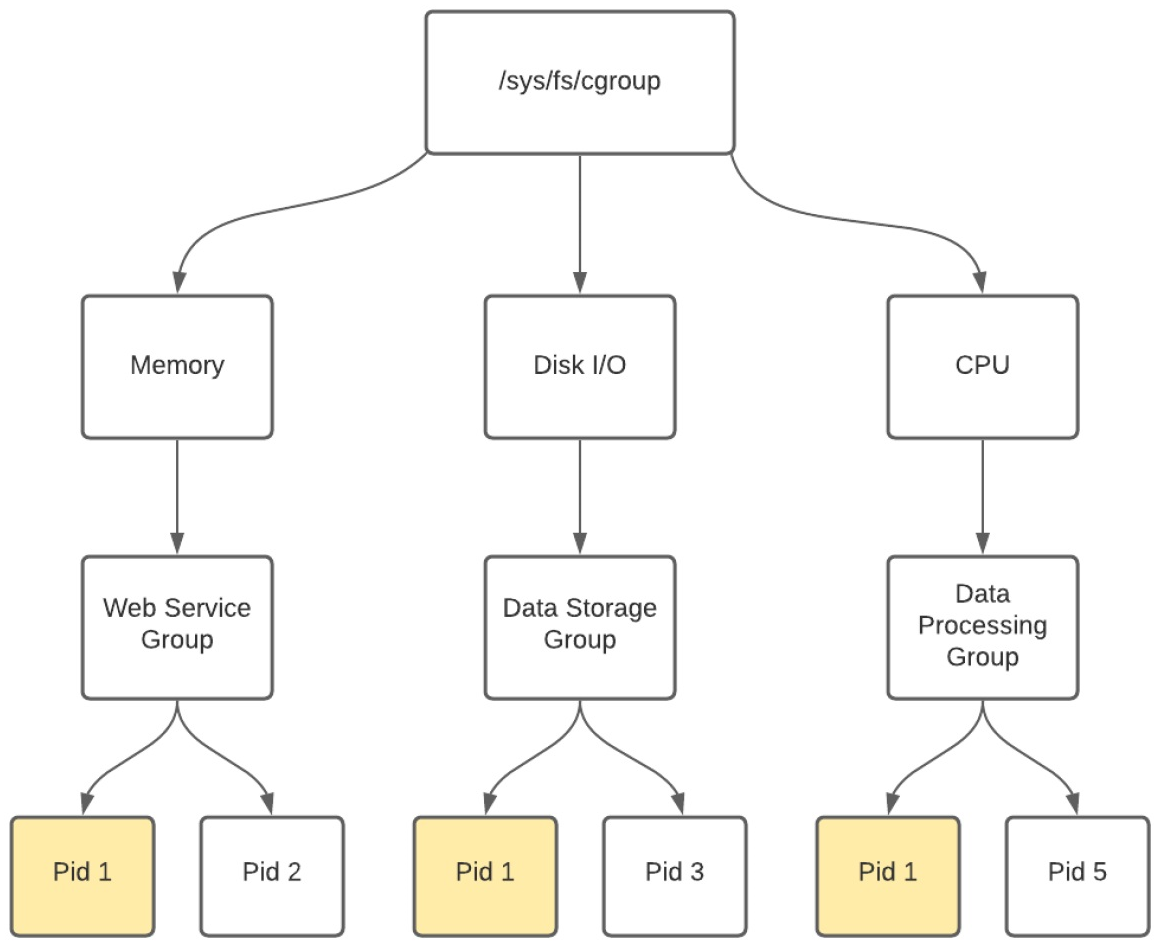 /sys/fs/cgroup
Memory
Disk I/O
CPU
Web Service
Group
Data Storage
Group
Data
Processing
Group
Pid 1
Pid 2
Pid 1
Pid 3
Pid 1
Pid 5